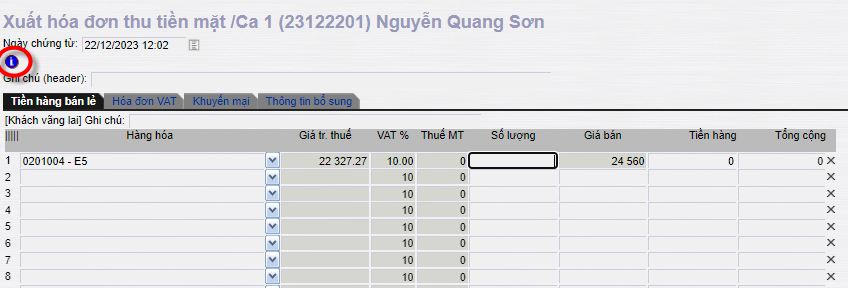 Xuất hóa đơn thu tiền mặt /Ca 1 (23122201) Nguyễn Quang Sơn
Ngày chứng từ: 22/12/2023 12:02
i
Ghi chú (header):
Tiền hàng bán lẻ Hóa đơn VAT Khuyến mại Thông tin bổ sung
[Khách vãng lai] Ghi chú:
Hàng hóa Giá tr. thuế VAT % Thuế MT Số lượng Giá bán Tiền hàng Tổng cộng
1 0201004 - E5 22 327.27 10.00 0 24 560 0 0 ×
2 10 0 ×
3 10 0 ×
4 10 0 ×
5 10 0 ×
6 10 0 ×
7 10 0 ×
8 10 0 ×